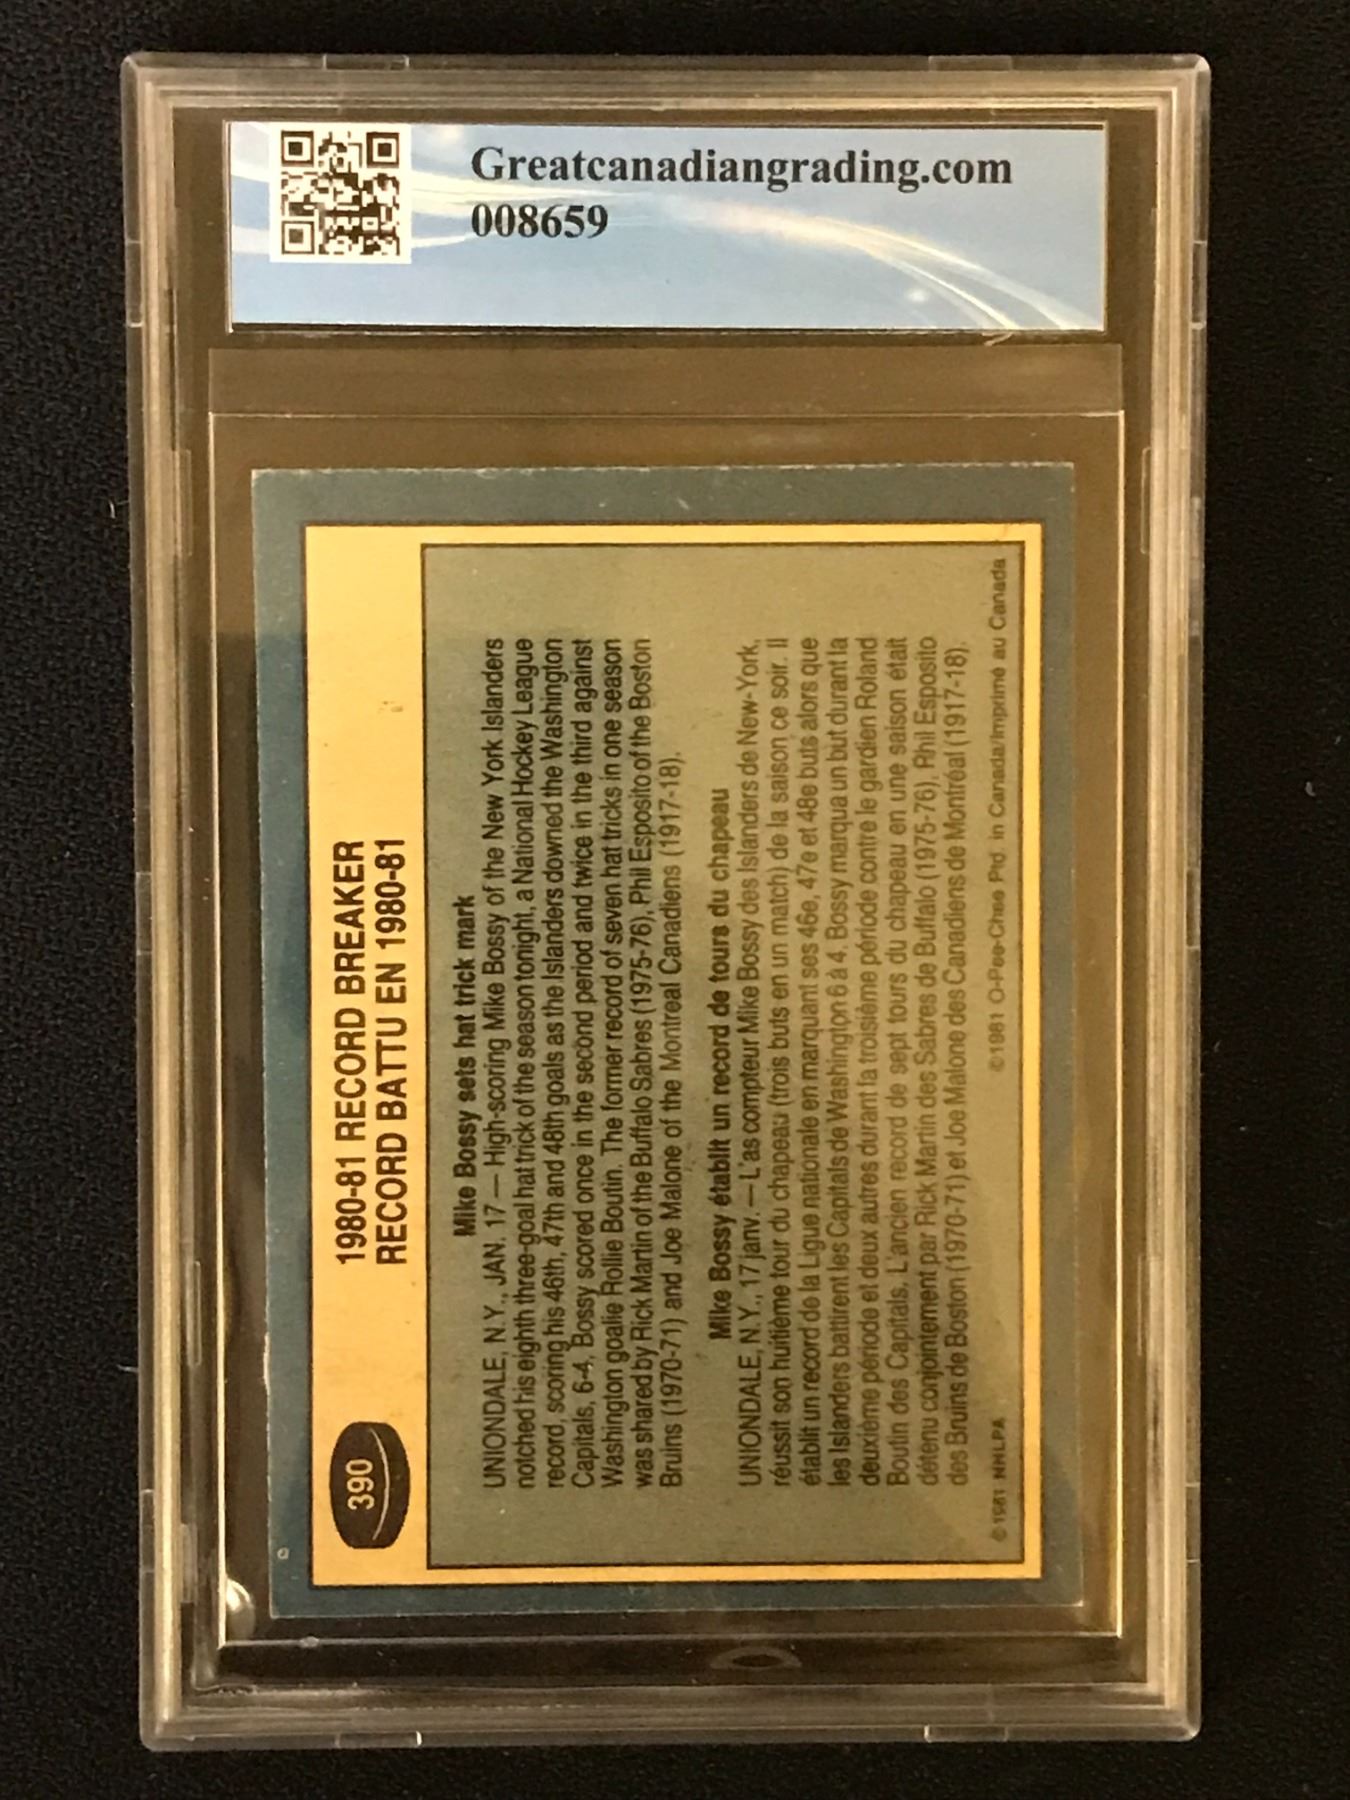 Greatcanadiangrading.com
008659
390
1980-81 RECORD BREAKER
RECORD BATTU EN 1980-81
Mike Bossy sets hat trick mark
UNIONDALE, N.Y., JAN. 17 — High-scoring Mike Bossy of the New York Islanders
notched his eighth three-goal hat trick of the season tonight, a National Hockey League
record, scoring his 46th, 47th and 48th goals as the Islanders downed the Washington
Capitals, 6-4. Bossy scored once in the second period and twice in the third against
Washington goalie Rollie Boutin. The former record of seven hat tricks in one season
was shared by Rick Martin of the Buffalo Sabres (1975-76), Phil Esposito of the Boston
Bruins (1970-71) and Joe Malone of the Montreal Canadiens (1917-18).
Mike Bossy établit un record de tours du chapeau
UNIONDALE, N.Y., 17 janv. — L'as compteur Mike Bossy des Islanders de New-York,
réussit son huitième tour du chapeau (trois buts en un match) de la saison ce soir. Il
établit un record de la Ligue nationale en marquant ses 46e, 47e et 48e buts alors que
les Islanders battirent les Capitals de Washington 6 à 4. Bossy marqua un but durant la
deuxième période et deux autres durant la troisième période contre le gardien Roland
Boutin des Capitals. L'ancien record de sept tours du chapeau en une saison était
détenu conjointement par Rick Martin des Sabres de Buffalo (1975-76), Phil Esposito
des Bruins de Boston (1970-71) et Joe Malone des Canadiens de Montréal (1917-18).
©1981 NHLPA ©1981 O-Pee-Chee Ptd. in Canada/Imprimé au Canada